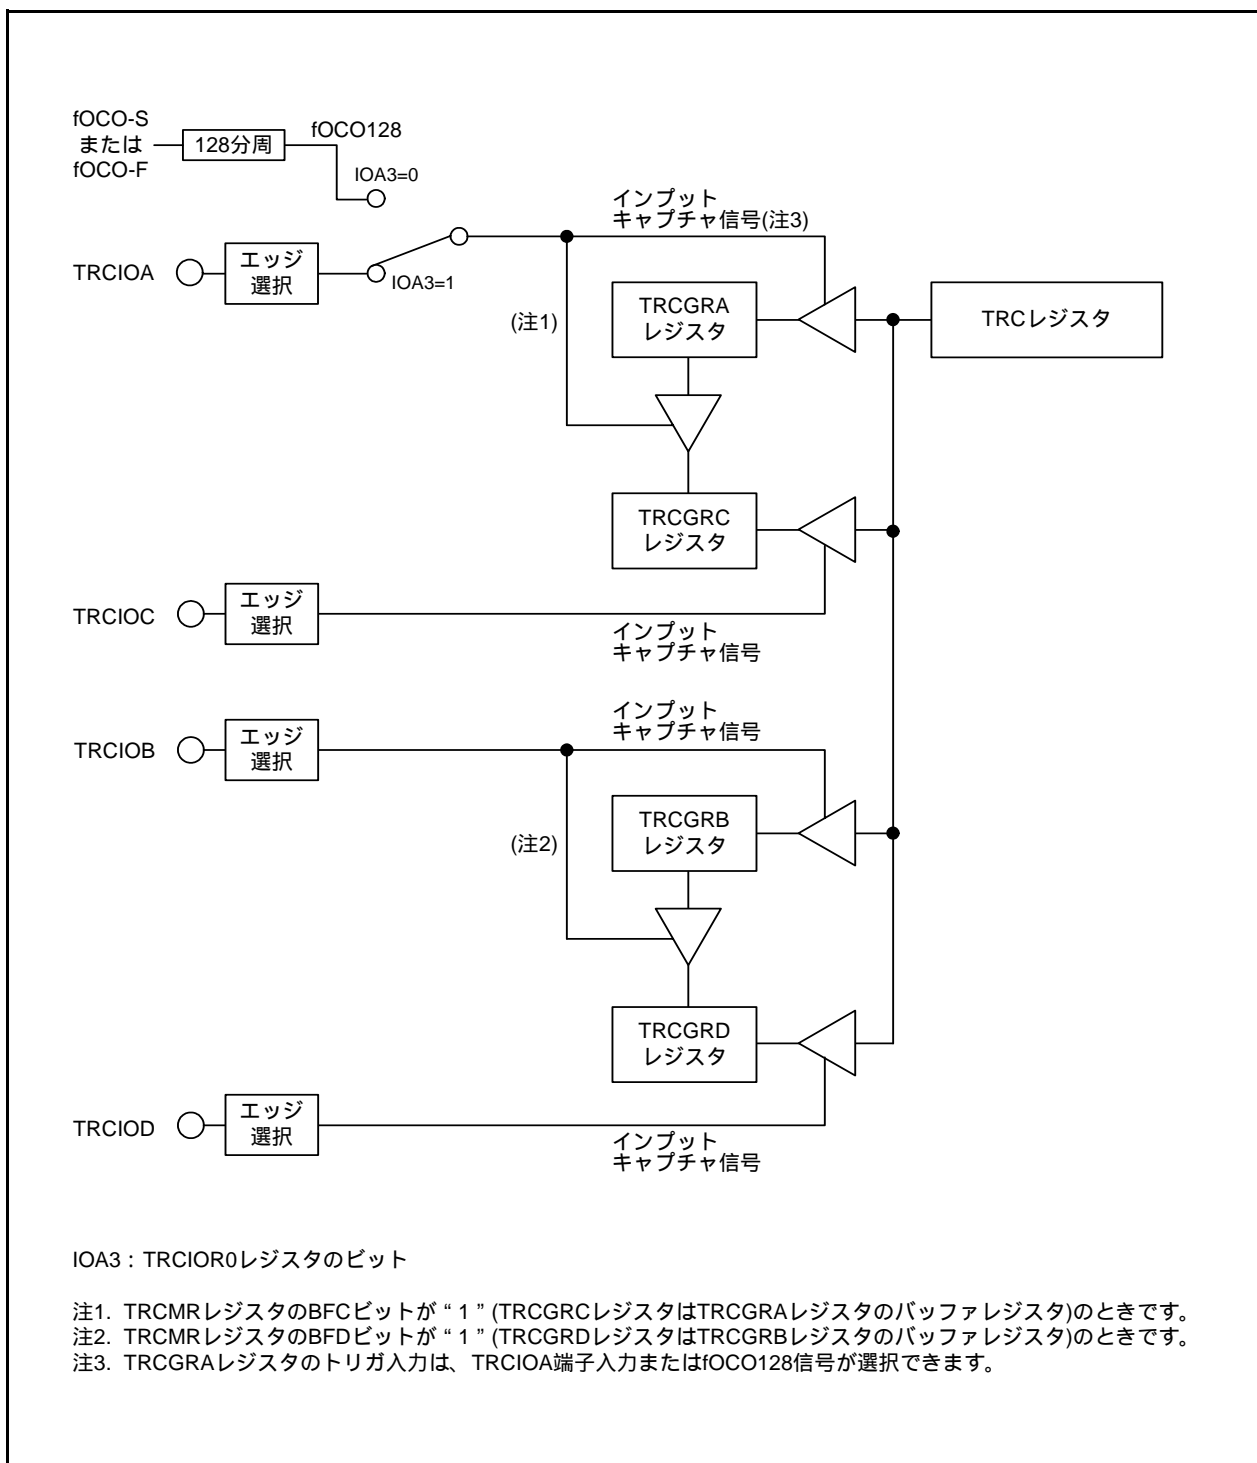 fOCO-S
または
fOCO-F
128分周
fOCO128
IOA3=0
インプット
キャプチャ信号(注3)
TRCIOA
エッジ
選択
IOA3=1
(注1)
TRCGRA
レジスタ
TRCレジスタ
TRCGRC
レジスタ
TRCIOC
エッジ
選択
インプット
キャプチャ信号
インプット
キャプチャ信号
TRCIOB
エッジ
選択
(注2)
TRCGRB
レジスタ
TRCGRD
レジスタ
TRCIOD
エッジ
選択
インプット
キャプチャ信号
IOA3：TRCIOR0レジスタのビット
注1. TRCMRレジスタのBFCビットが“1”(TRCGRCレジスタはTRCGRAレジスタのバッファレジスタ)のときです。
注2. TRCMRレジスタのBFDビットが“1”(TRCGRDレジスタはTRCGRBレジスタのバッファレジスタ)のときです。
注3. TRCGRAレジスタのトリガ入力は、TRCIOA端子入力またはfOCO128信号が選択できます。